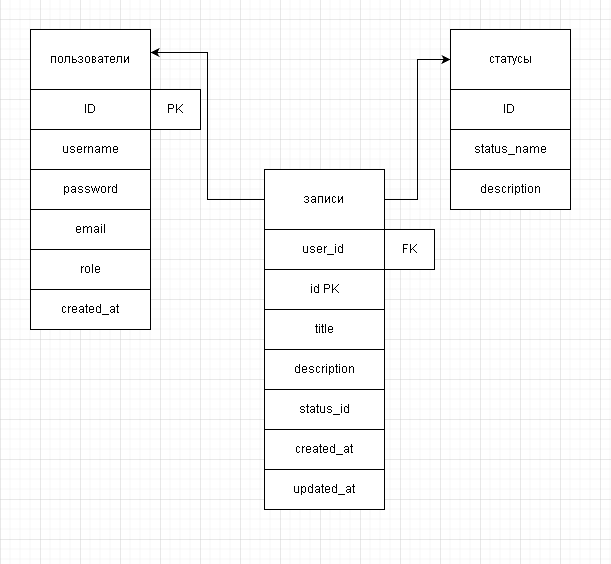 пользователи
ID
PK
username
password
email
role
created_at
записи
user_id
FK
id PK
title
description
status_id
created_at
updated_at
статусы
ID
status_name
description